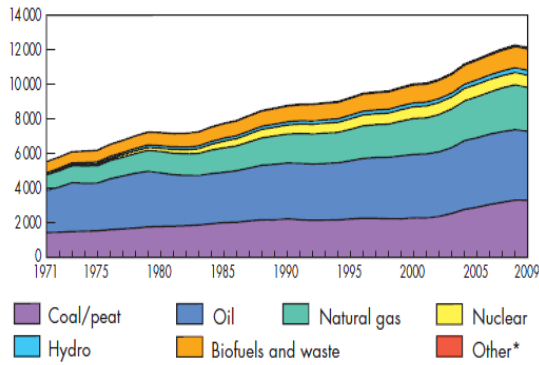 14000
12000
10000
8000
6000
4000
2000
0
1971 1975 1980 1985 1990 1995 2000 2005 2009
Coal/peat Oil Natural gas Nuclear
Hydro Biofuels and waste Other*